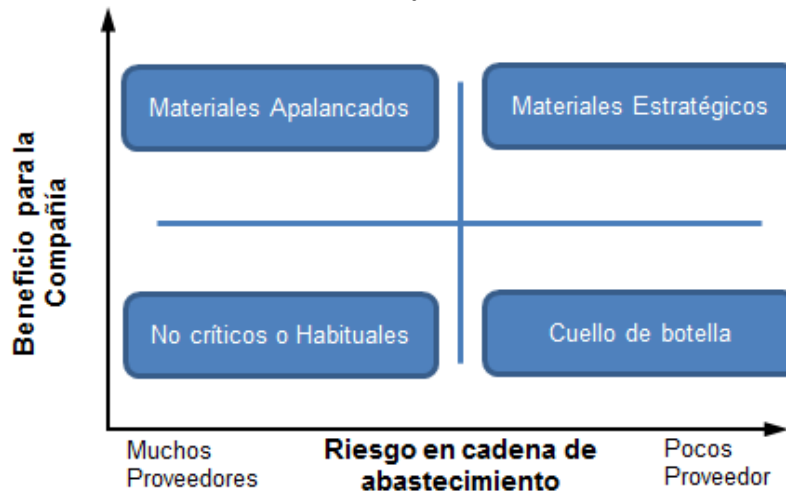 Beneficio para la
Compañía
Materiales Apalancados
Materiales Estratégicos
No críticos o Habituales
Cuello de botella
Muchos
Proveedores
Riesgo en cadena de
abastecimiento
Pocos
Proveedor